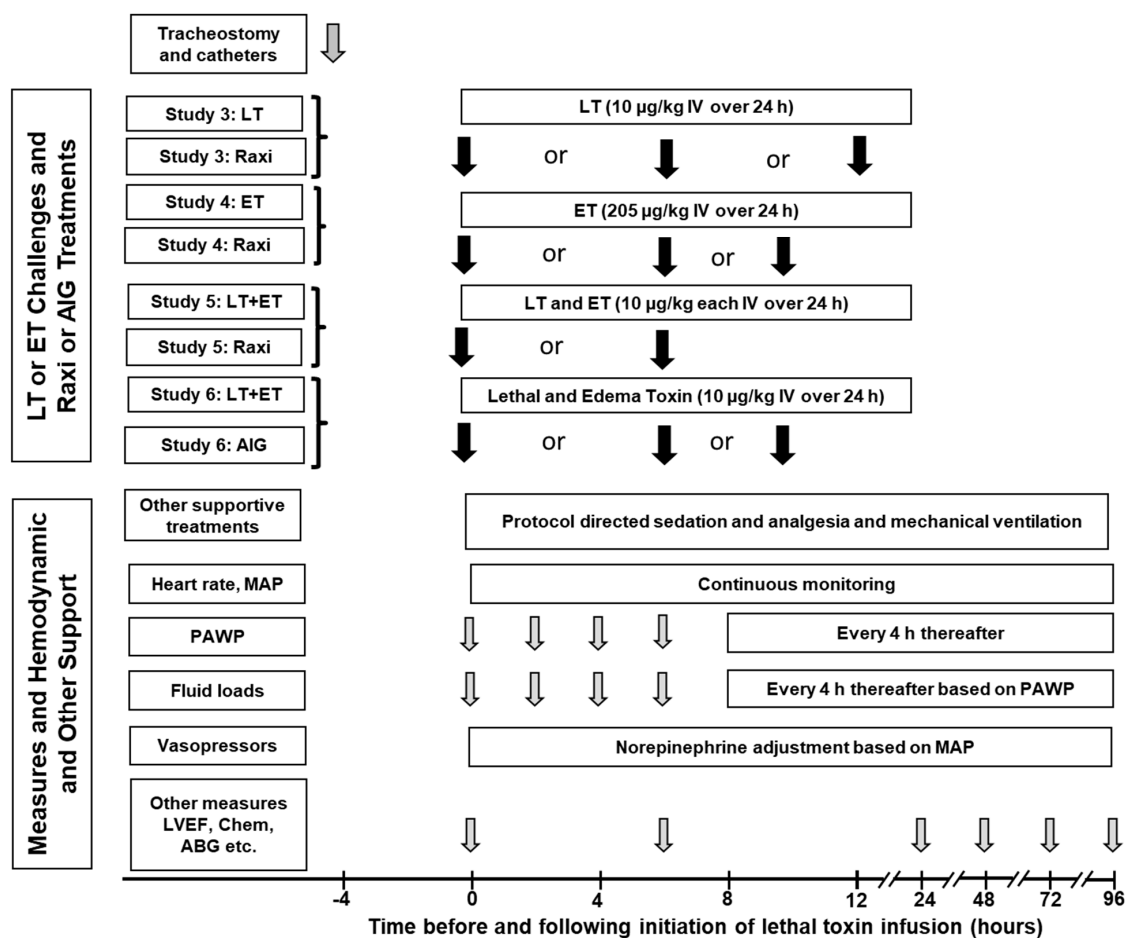 Tracheostomy
and catheters
LT or ET Challenges and
Raxi or AIG Treatments
Study 3: LT
LT (10 µg/kg IV over 24 h)
Study 3: Raxi
or
or
Study 4: ET
ET (205 µg/kg IV over 24 h)
Study 4: Raxi
or
or
Study 5: LT+ET
LT and ET (10 µg/kg each IV over 24 h)
Study 5: Raxi
or
Study 6: LT+ET
Lethal and Edema Toxin (10 µg/kg IV over 24 h)
Study 6: AIG
or
or
Measures and Hemodynamic
and Other Support
Other supportive
treatments
Protocol directed sedation and analgesia and mechanical ventilation
Heart rate, MAP
Continuous monitoring
PAWP
Every 4 h thereafter
Fluid loads
Every 4 h thereafter based on PAWP
Vasopressors
Norepinephrine adjustment based on MAP
Other measures
LVEF, Chem,
ABG etc.
-4 0 4 8 12 24 48 72 96
Time before and following initiation of lethal toxin infusion (hours)